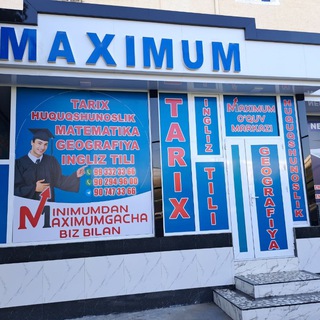 MAXIMUM
TARIX
HUQUQSHUNOSLIK
MATEMATIKA
GEOGRAFIYA
INGLIZ TILI
MINIMUMDAN
MAXIMUMGACHA
BIZ BILAN
TARIX
INGLIZ TILI
MAXIMUM
O'QUV
MARKAZI
GEOGRAFIYA
HUQUQSHUNOSLIK